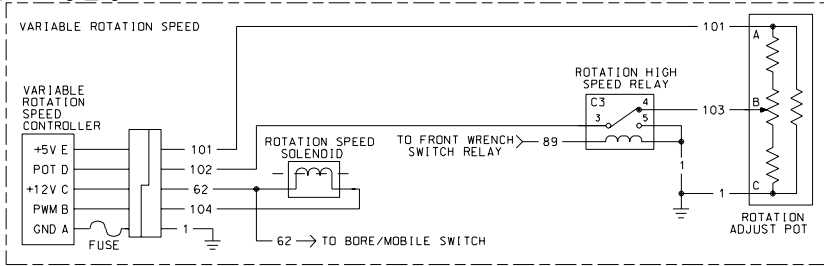 VARIABLE ROTATION SPEED
101
A
ROTATION HIGH
SPEED RELAY
C3
4
3
5
103
B
VARIABLE
ROTATION
SPEED
CONTROLLER
+5V E
POT D
+12V C
PWM B
GND A
FUSE
101
102
62
104
1
ROTATION SPEED
SOLENOID
TO FRONT WRENCH
SWITCH RELAY
89
1
1
C
ROTATION
ADJUST POT
62
TO BORE/MOBILE SWITCH